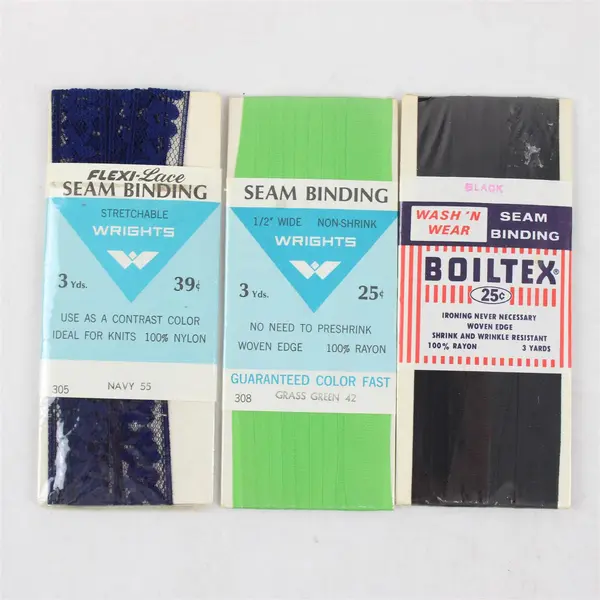 FLEXI-Lace
SEAM BINDING
STRETCHABLE
WRIGHTS
3 Yds. 39¢
USE AS A CONTRAST COLOR
IDEAL FOR KNITS 100% NYLON
NAVY 55
305
SEAM BINDING
1/2" WIDE NON-SHRINK
WRIGHTS
3 Yds. 25¢
NO NEED TO PRESHRINK
WOVEN EDGE 100% RAYON
GUARANTEED COLOR FAST
GRASS GREEN 42
308
BLACK
WASH 'N WEAR
SEAM BINDING
BOILTEX®
25¢
IRONING NEVER NECESSARY
WOVEN EDGE
SHRINK AND WRINKLE RESISTANT
100% RAYON 3 YARDS